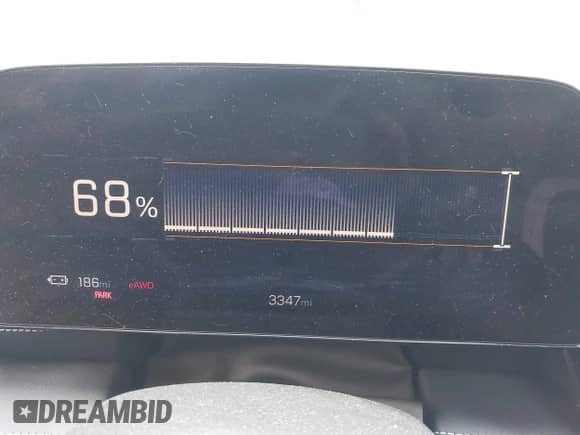 68%
186mi eAWD
PARK
3347mi
DREAMBID